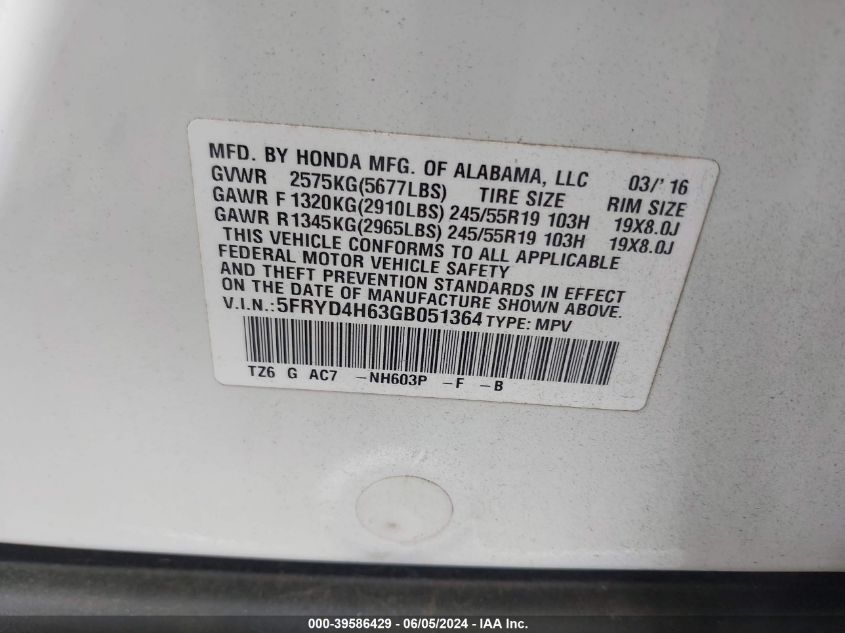 MFD. BY HONDA MFG. OF ALABAMA, LLC 03/' 16
GVWR 2575KG(5677LBS) TIRE SIZE RIM SIZE
GAWR F 1320KG(2910LBS) 245/55R19 103H 19X8.0J
GAWR R1345KG(2965LBS) 245/55R19 103H 19X8.0J
THIS VEHICLE CONFORMS TO ALL APPLICABLE
FEDERAL MOTOR VEHICLE SAFETY
AND THEFT PREVENTION STANDARDS IN EFFECT
ON THE DATE OF MANUFACTURE SHOWN ABOVE.
V.I.N.:5FRYD4H63GB051364 TYPE: MPV
TZ6 G AC7 -NH603P -F -B
000-39586429 - 06/05/2024 - IAA Inc.